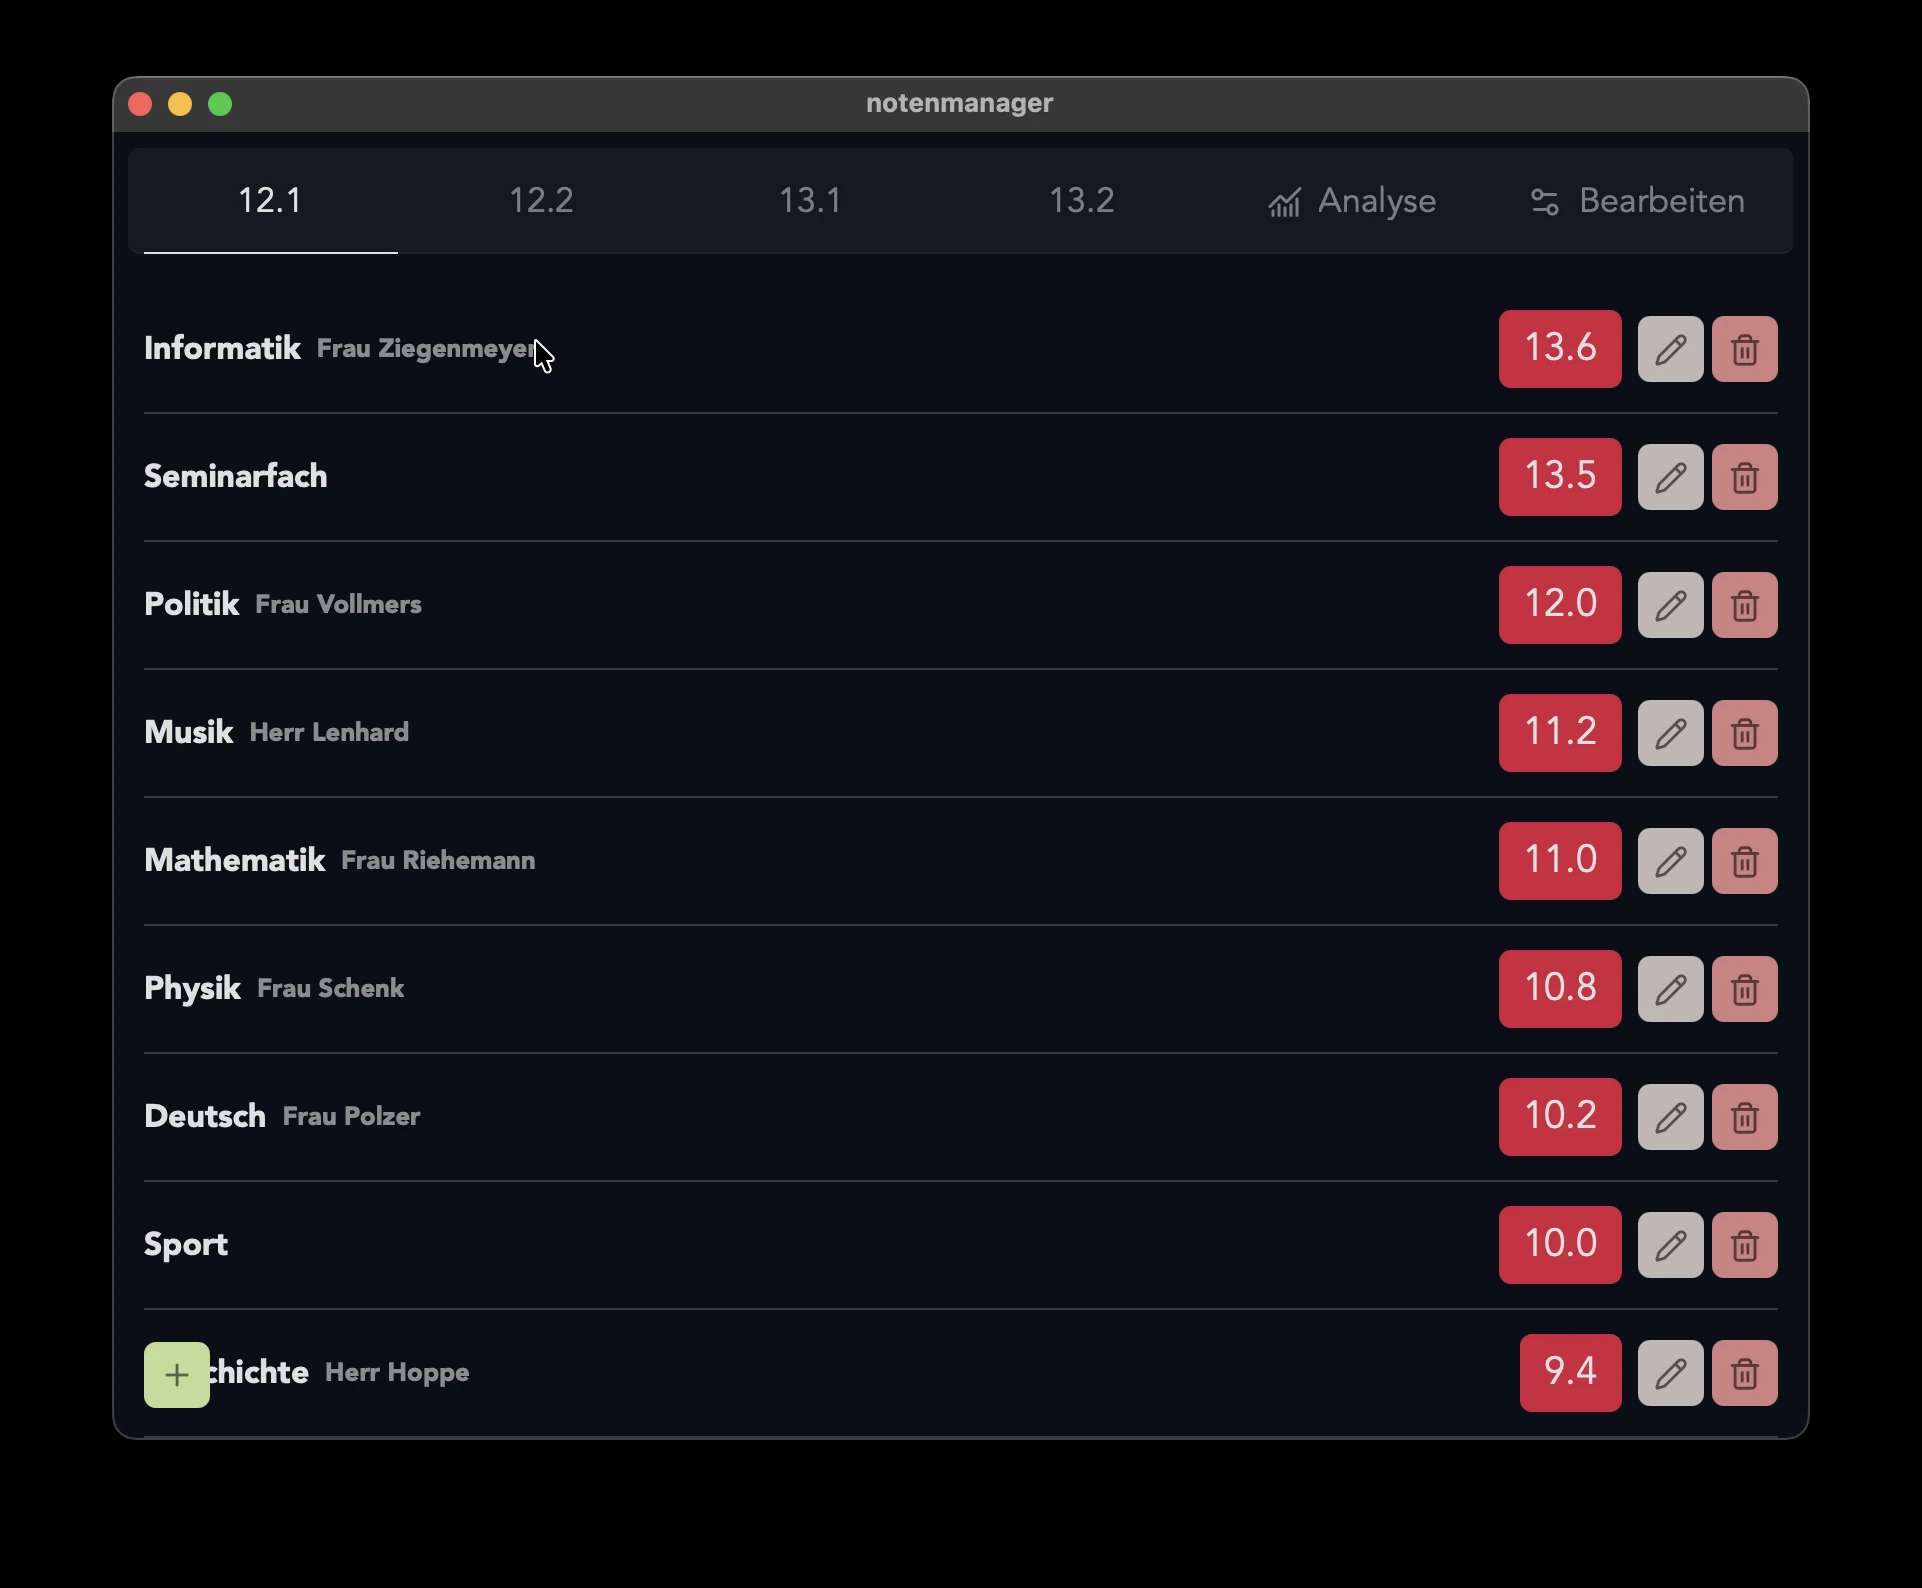 notenmanager
12.1 12.2 13.1 13.2 Analyse Bearbeiten
Informatik Frau Ziegenmeyer 13.6
Seminarfach 13.5
Politik Frau Vollmers 12.0
Musik Herr Lenhard 11.2
Mathematik Frau Riehemann 11.0
Physik Frau Schenk 10.8
Deutsch Frau Polzer 10.2
Sport 10.0
chichte Herr Hoppe 9.4